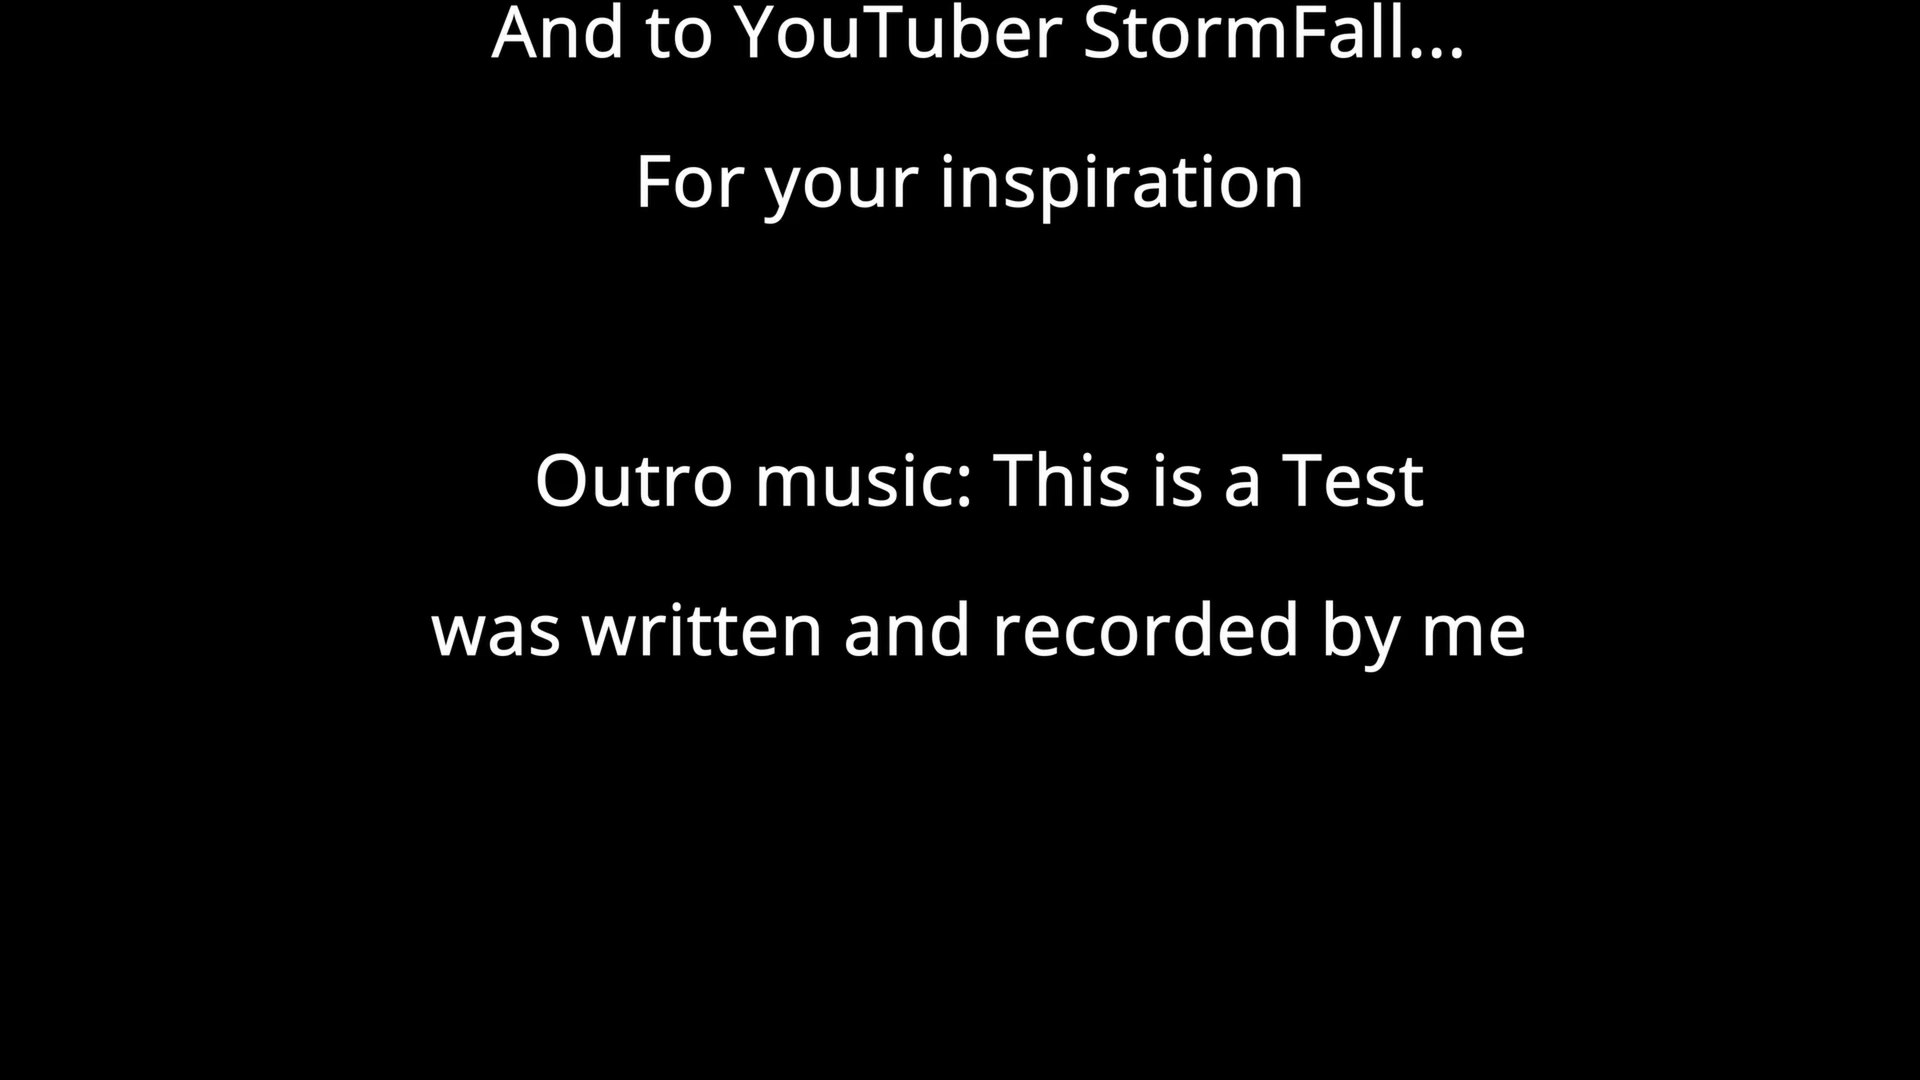 And to YouTuber StormFall...
For your inspiration
Outro music: This is a Test
was written and recorded by me